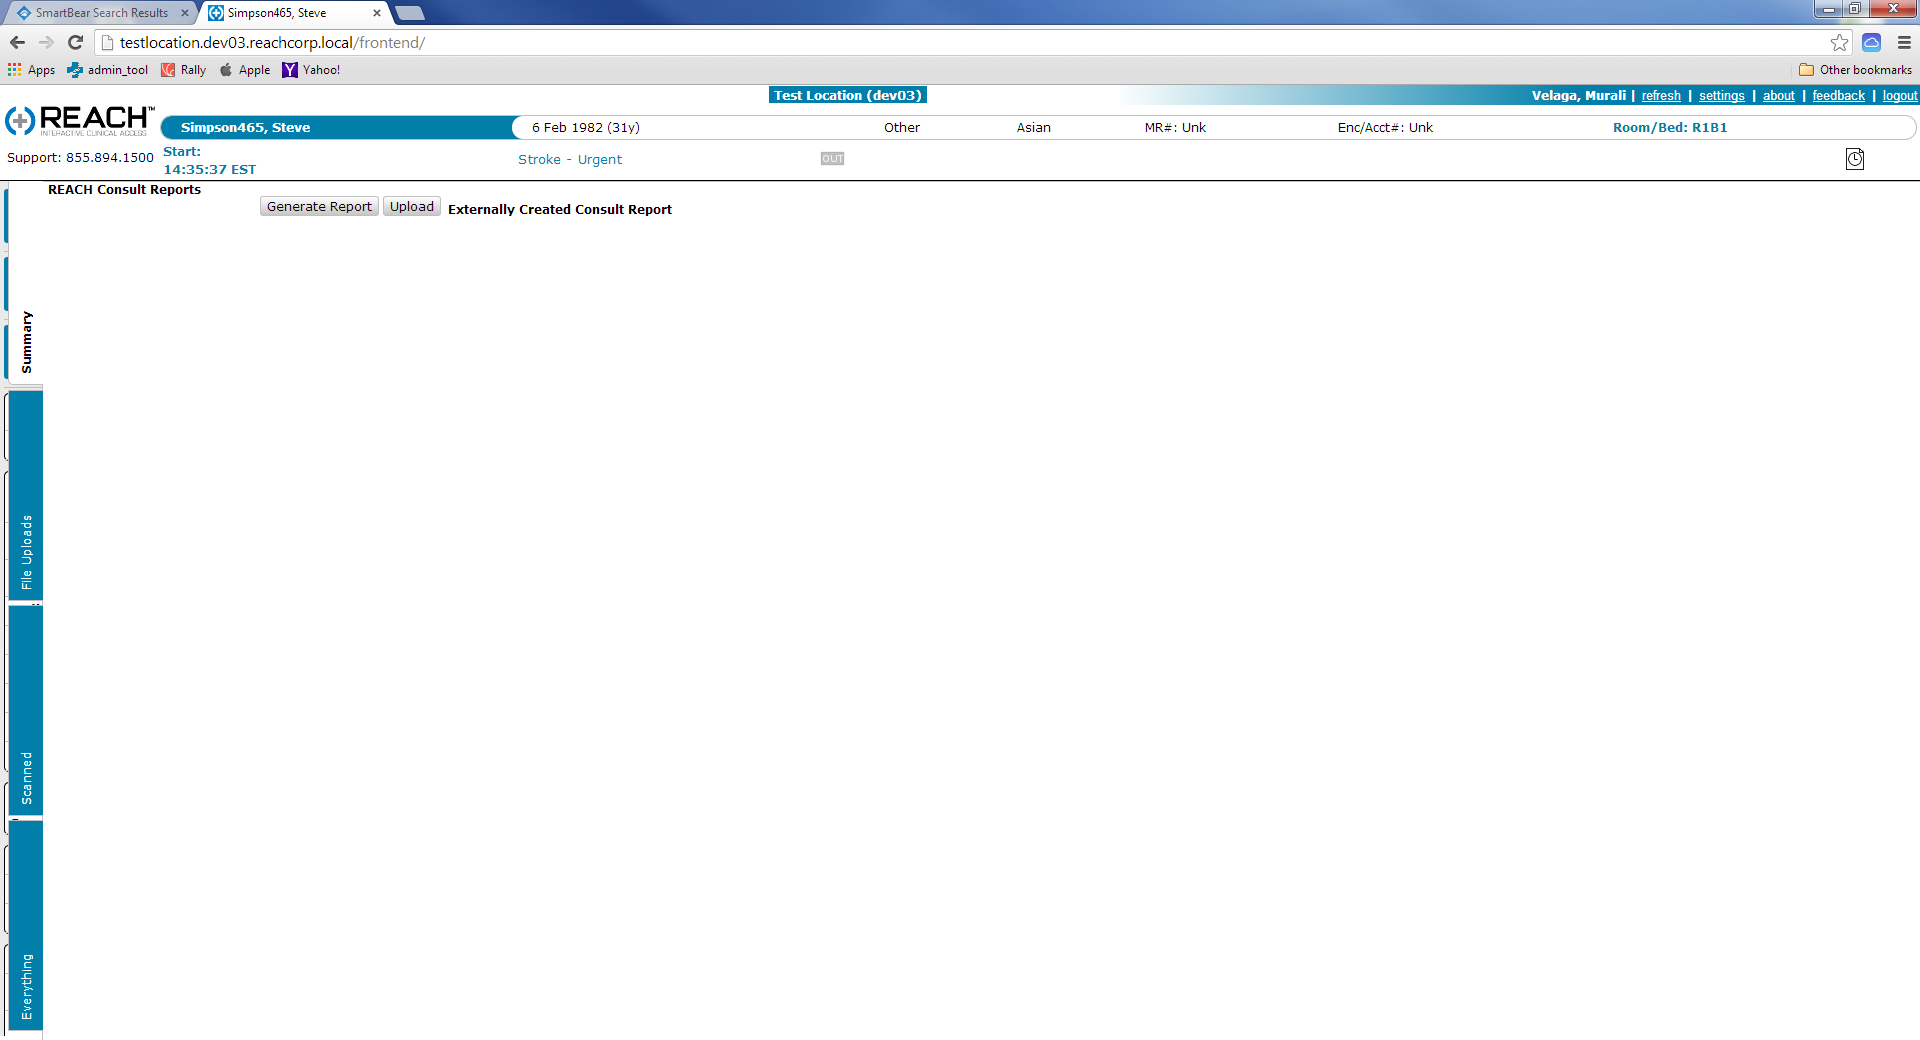 SmartBear Search Results
Simpson465, Steve
testlocation.dev03.reachcorp.local/frontend/
Apps admin_tool Rally Apple Yahoo! Other bookmarks
Test Location (dev03) Velaga, Murali | refresh | settings | about | feedback | logout
REACH™
INTERACTIVE CLINICAL ACCESS
Simpson465, Steve 6 Feb 1982 (31y) Other Asian MR#: Unk Enc/Acct#: Unk Room/Bed: R1B1
Support: 855.894.1500
Start:
14:35:37 EST
Stroke - Urgent OUT
REACH Consult Reports
Generate Report Upload Externally Created Consult Report
Summary
File Uploads
Scanned
Everything